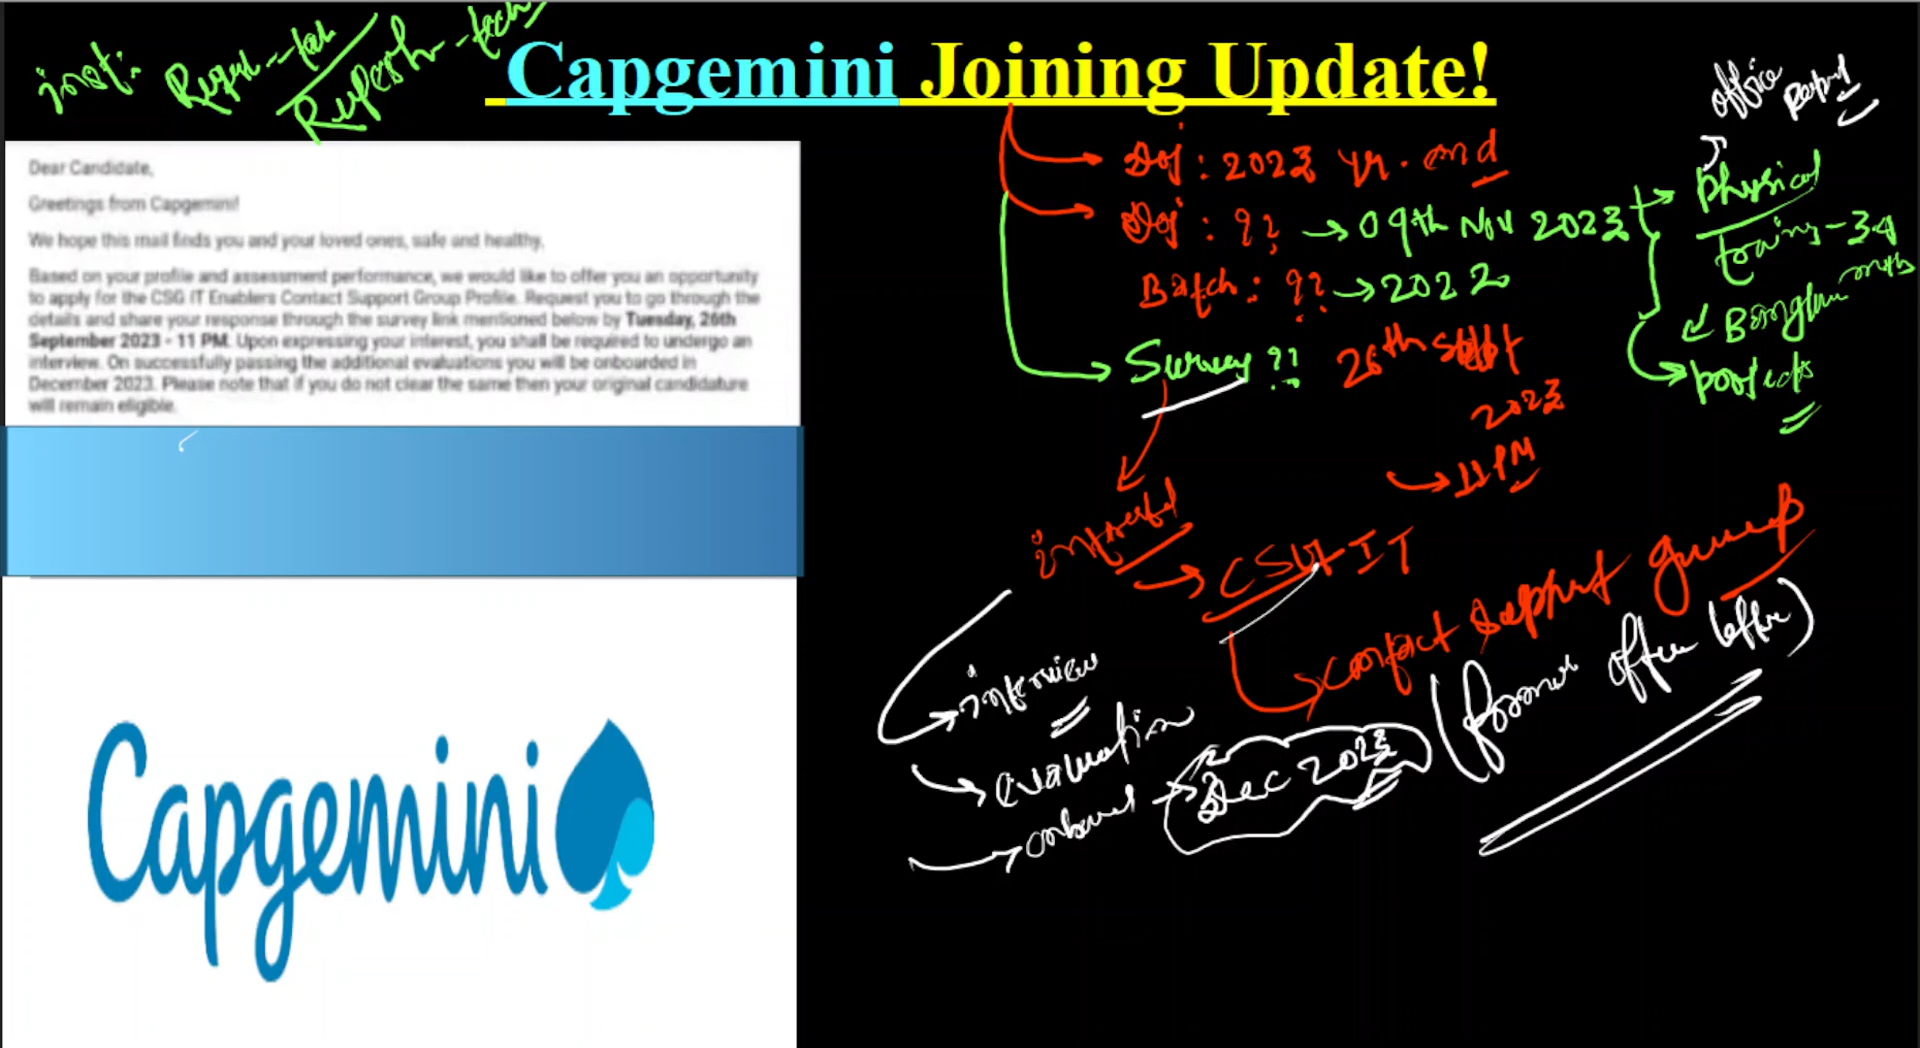 insta:
Rupesh-tech
Capgemini Joining Update!
office
Dear Candidate,
Greetings from Capgemini!
We hope this mail finds you and your loved ones, safe and healthy.
Based on your profile and assessment performance, we would like to offer you an opportunity
to apply for the CSG IT Enablers Contact Support Group Profile. Request you to go through the
details and share your response through the survey link mentioned below by Tuesday, 26th
September 2023 - 11 PM. Upon expressing your interest, you shall be required to undergo an
interview. On successfully passing the additional evaluations you will be onboarded in
December 2023. Please note that if you do not clear the same then your original candidature
will remain eligible.
Doj : 2023 yr. end
Doj : ?? → 09th Nov 2023
Batch : ?? → 2022
Survey ??
2023
11PM
Physical
training - 34
projects
CSG IT
contact support group
interview
evaluation
onboard → Dec 2023
Capgemini